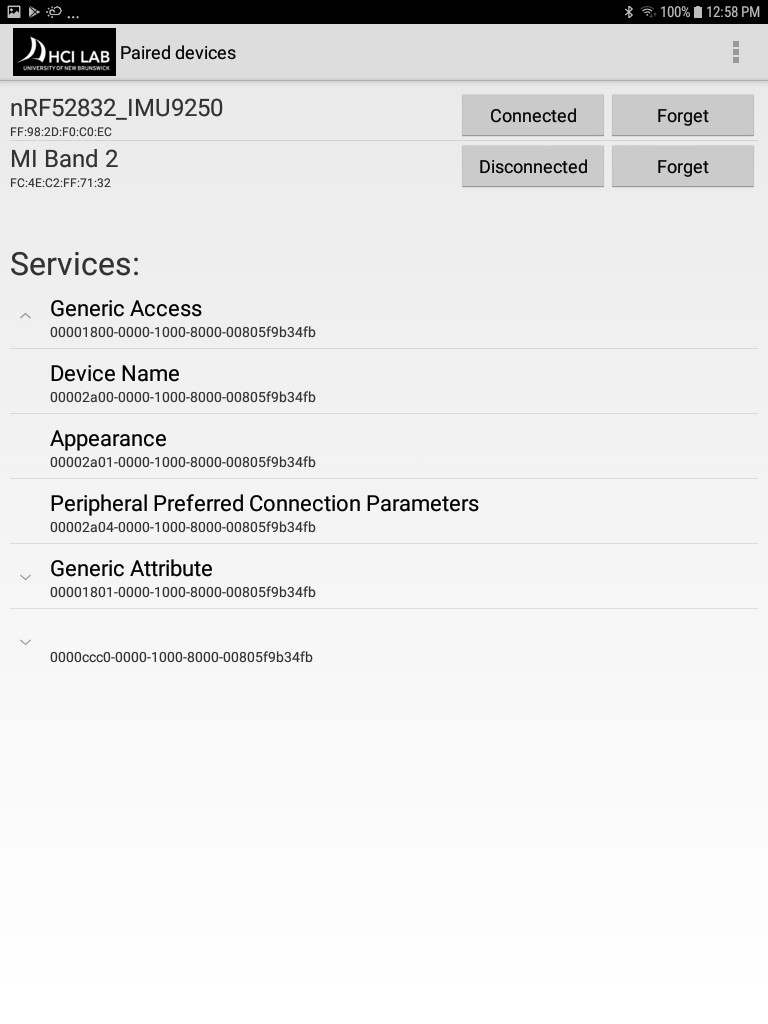 ... 100% 12:58 PM
HCI LAB Paired devices
UNIVERSITY OF NEW BRUNSWICK
nRF52832_IMU9250 Connected Forget
FF:98:2D:F0:C0:EC
MI Band 2 Disconnected Forget
FC:4E:C2:FF:71:32
Services:
Generic Access
00001800-0000-1000-8000-00805f9b34fb
Device Name
00002a00-0000-1000-8000-00805f9b34fb
Appearance
00002a01-0000-1000-8000-00805f9b34fb
Peripheral Preferred Connection Parameters
00002a04-0000-1000-8000-00805f9b34fb
Generic Attribute
00001801-0000-1000-8000-00805f9b34fb
0000ccc0-0000-1000-8000-00805f9b34fb